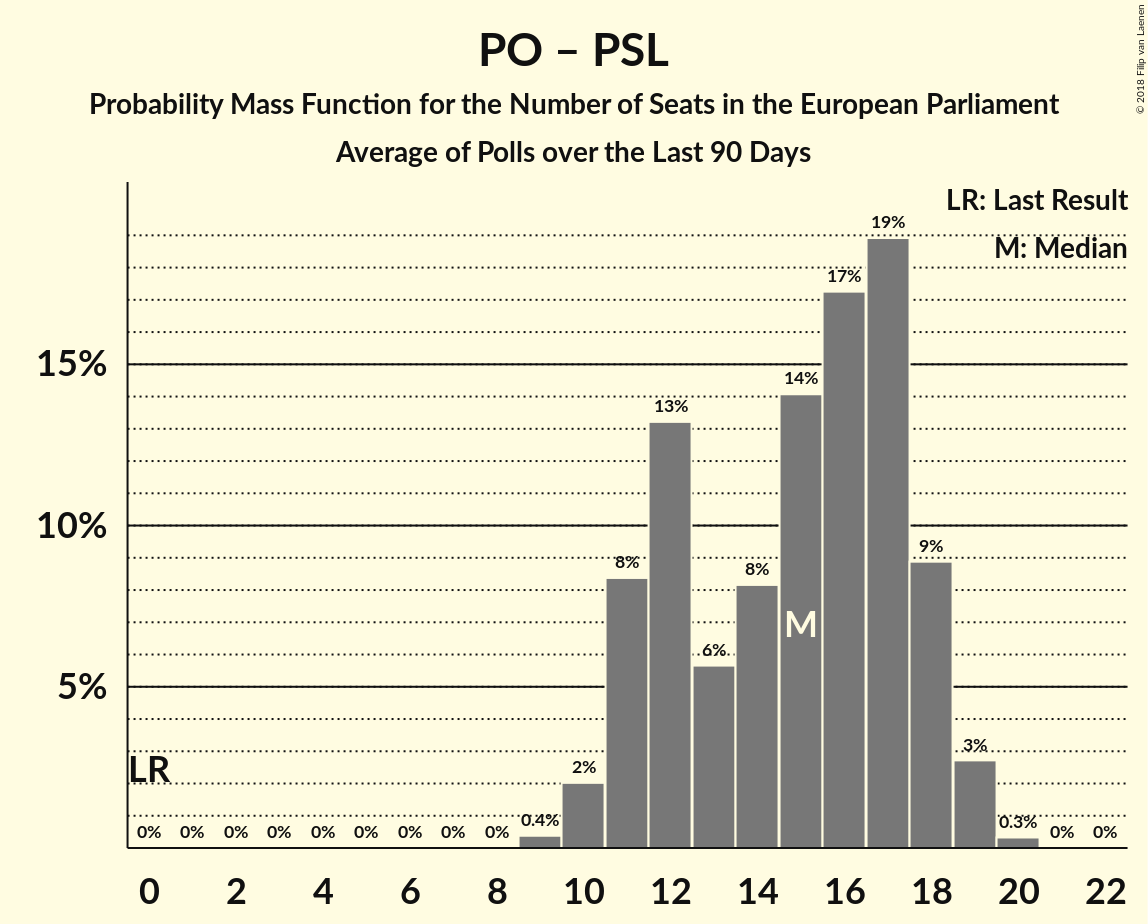 PO – PSL
Probability Mass Function for the Number of Seats in the European Parliament
Average of Polls over the Last 90 Days
© 2018 Filip van Laenen
LR: Last Result
M: Median
15%
10%
5%
LR
M
0% 0% 0% 0% 0% 0% 0% 0% 0% 0.4% 2% 8% 13% 6% 8% 14% 17% 19% 9% 3% 0.3% 0% 0%
0 2 4 6 8 10 12 14 16 18 20 22